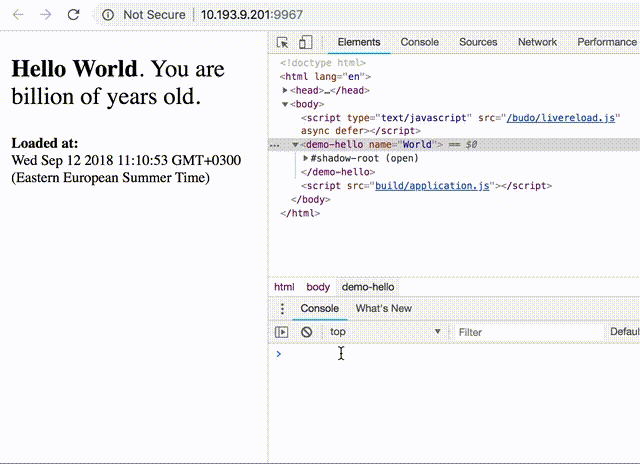 Not Secure
10.193.9.201:9967
Hello World. You are
billion of years old.
Loaded at:
Wed Sep 12 2018 11:10:53 GMT+0300
(Eastern European Summer Time)
Elements Console Sources Network Performance
<!doctype html>
<html lang="en">
<head>…</head>
<body>
<script type="text/javascript" src="/budo/livereload.js"
async defer></script>
… <demo-hello name="World"> == $0
#shadow-root (open)
</demo-hello>
<script src="build/application.js"></script>
</body>
</html>
html body demo-hello
Console What's New
top Filter Defaul
>